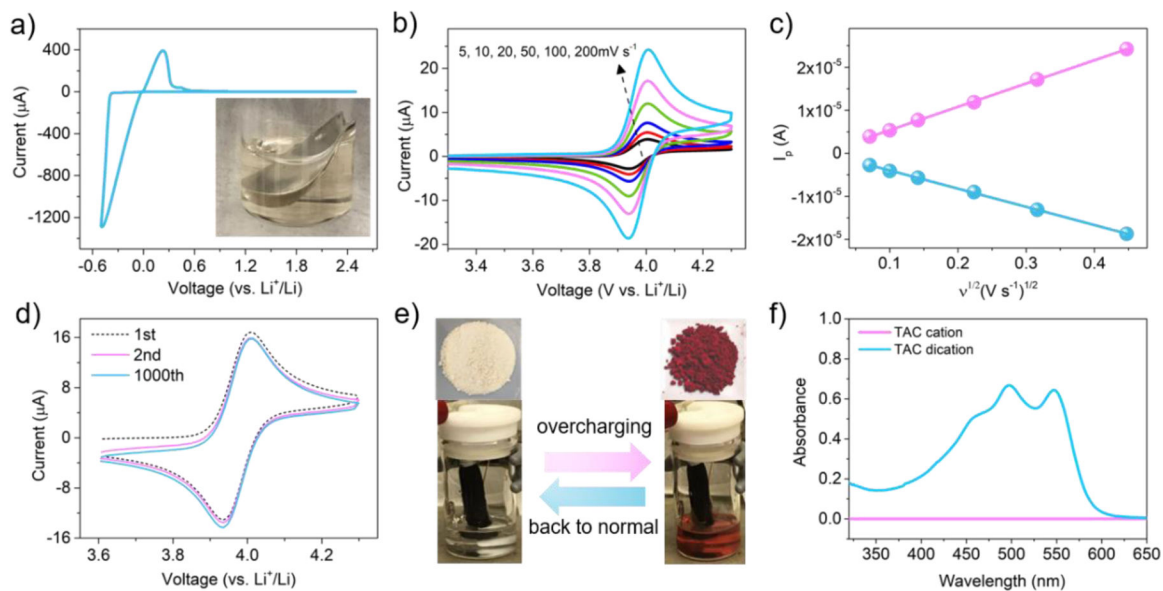 a)
400
0
-400
-800
-1200
Current (μA)
-0.6 0.0 0.6 1.2 1.8 2.4
Voltage (vs. Li⁺/Li)
b)
5, 10, 20, 50, 100, 200mV s⁻¹
20
10
0
-10
-20
Current (μA)
3.4 3.6 3.8 4.0 4.2
Voltage (V vs. Li⁺/Li)
c)
2x10⁻⁵
1x10⁻⁵
0
-1x10⁻⁵
-2x10⁻⁵
Iₚ (A)
0.1 0.2 0.3 0.4
ν¹/²(V s⁻¹)¹/²
d)
1st
2nd
1000th
16
8
0
-8
-16
Current (μA)
3.6 3.8 4.0 4.2
Voltage (vs. Li⁺/Li)
e)
overcharging
back to normal
f)
TAC cation
TAC dication
1.0
0.8
0.6
0.4
0.2
0.0
Absorbance
350 400 450 500 550 600 650
Wavelength (nm)